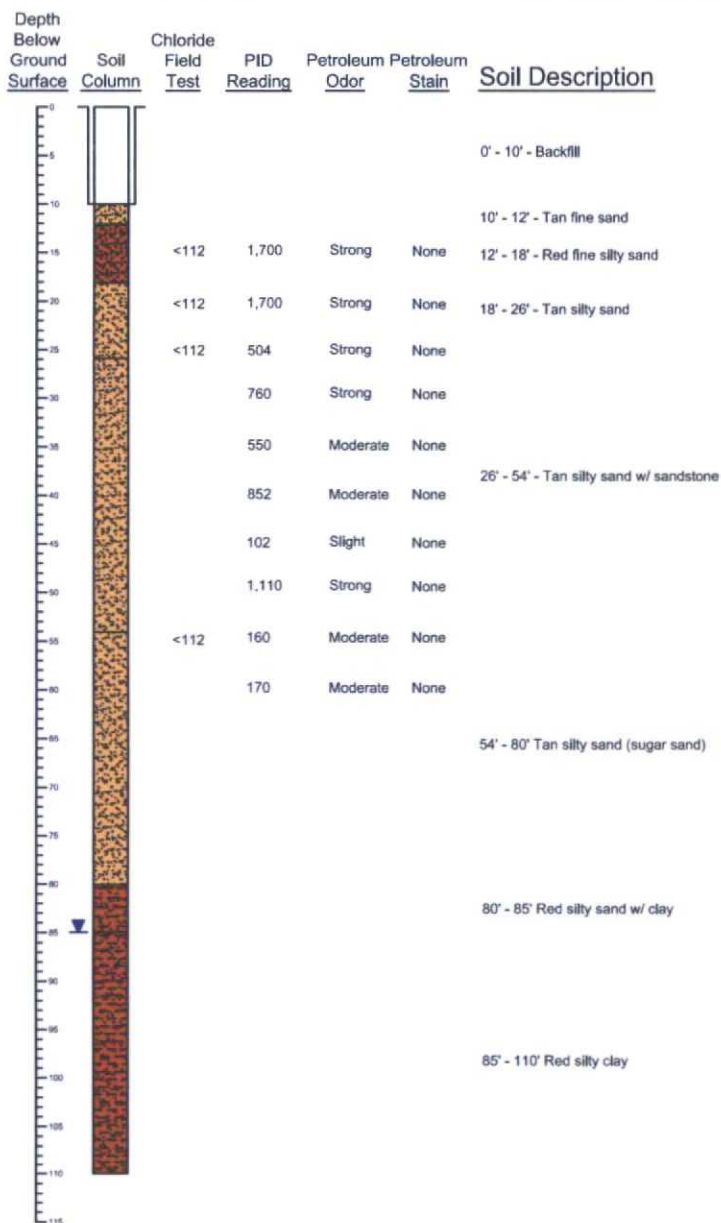 Depth
Below
Ground
Surface
Soil
Column
Chloride
Field
Test
PID
Reading
Petroleum
Odor
Petroleum
Stain
Soil Description
0
5
0' - 10' - Backfill
10
10' - 12' - Tan fine sand
15 <112 1,700 Strong None 12' - 18' - Red fine silty sand
20 <112 1,700 Strong None 18' - 26' - Tan silty sand
25 <112 504 Strong None
30 760 Strong None
35 550 Moderate None
26' - 54' - Tan silty sand w/ sandstone
40 852 Moderate None
45 102 Slight None
50 1,110 Strong None
55 <112 160 Moderate None
60 170 Moderate None
65
54' - 80' Tan silty sand (sugar sand)
70
75
80
80' - 85' Red silty sand w/ clay
85
90
95
85' - 110' Red silty clay
100
105
110
115